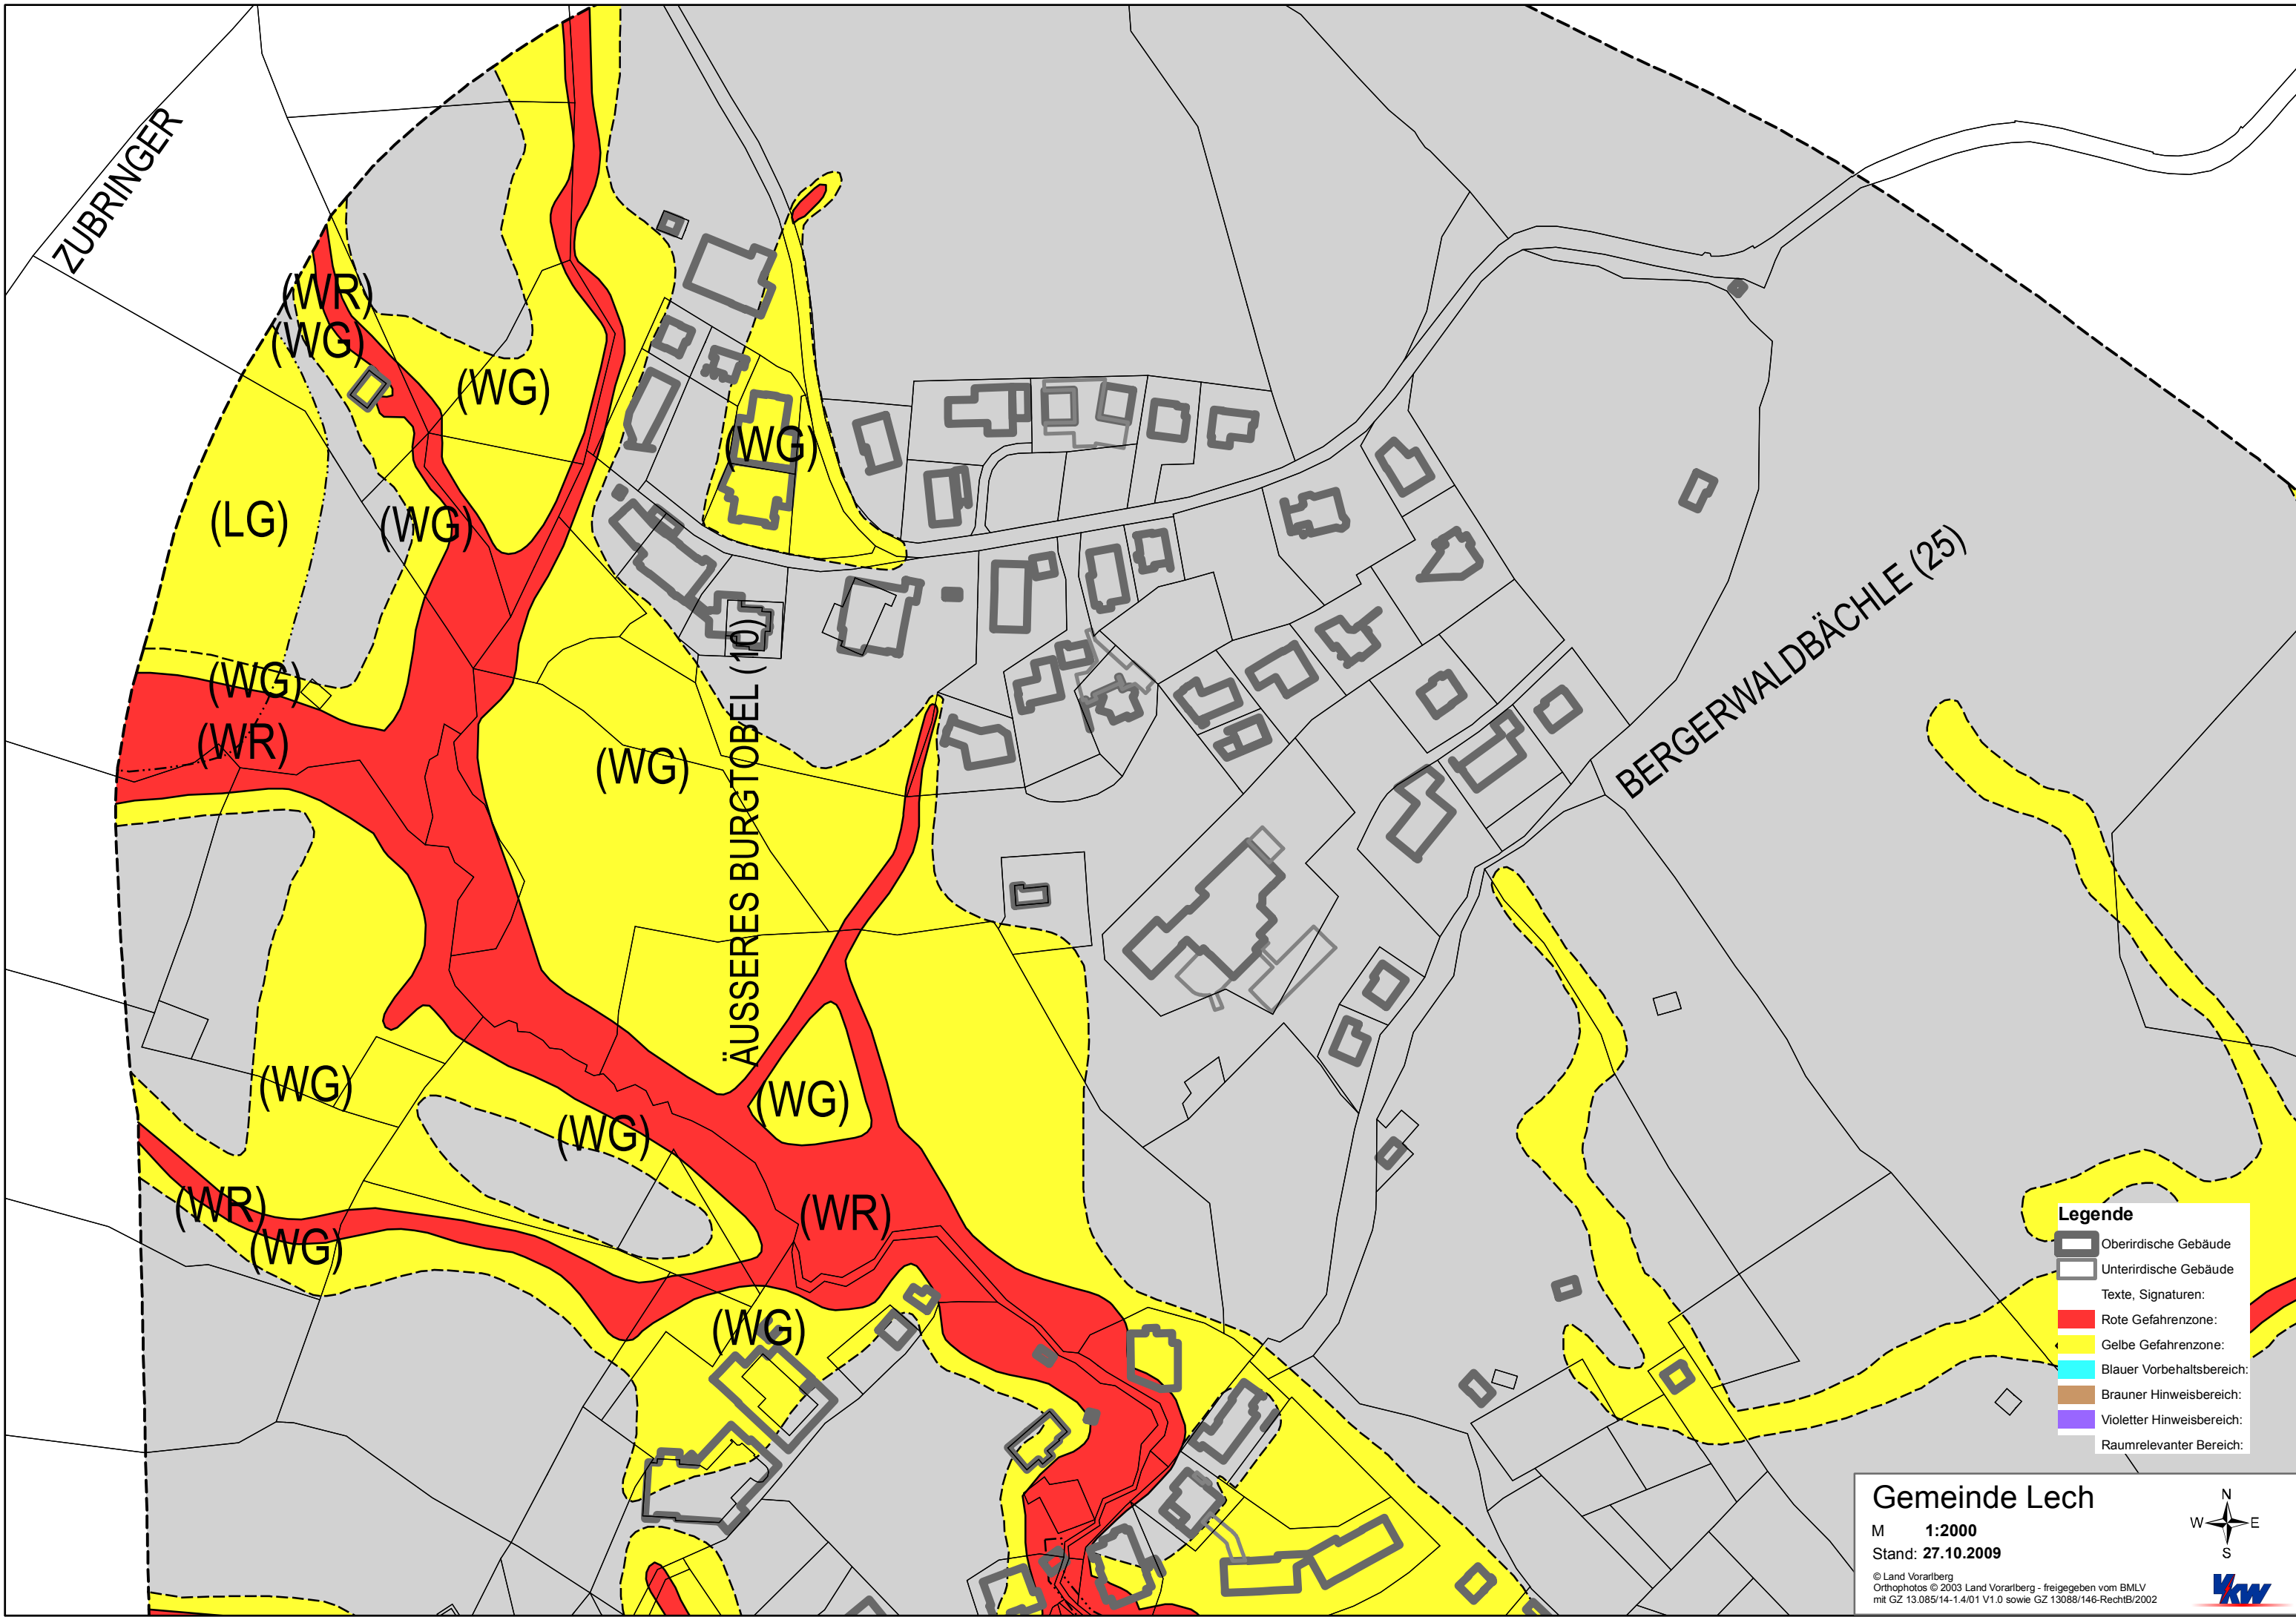 ZUBRINGER
(WR)
(WG)
(WG)
(WG)
(LG)
(WG)
(WG)
(WR)
(WG)
ÄUSSERES BURGTOBEL (10)
BERGERWALDBÄCHLE (25)
(WG)
(WG)
(WG)
(WR)
(WG)
(WR)
(WG)
Legende
Oberirdische Gebäude
Unterirdische Gebäude
Texte, Signaturen:
Rote Gefahrenzone:
Gelbe Gefahrenzone:
Blauer Vorbehaltsbereich:
Brauner Hinweisbereich:
Violetter Hinweisbereich:
Raumrelevanter Bereich:
Gemeinde Lech
M 1:2000
Stand: 27.10.2009
© Land Vorarlberg
Orthophotos © 2003 Land Vorarlberg - freigegeben vom BMLV
mit GZ 13.085/14-1.4/01 V1.0 sowie GZ 13088/146-RechtB/2002
N
W E
S
VKW